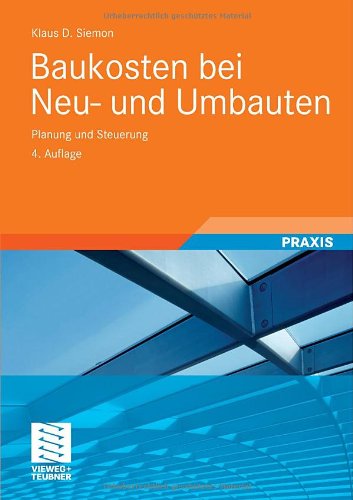 Urheberrechtlich geschütztes Material
Klaus D. Siemon
Baukosten bei
Neu- und Umbauten
Planung und Steuerung
4. Auflage
PRAXIS
VIEWEG+
TEUBNER